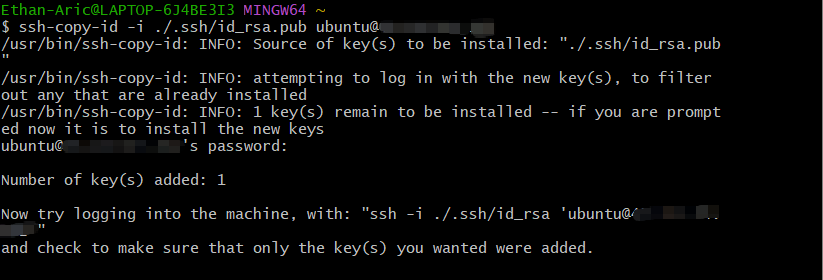 Ethan-Aric@LAPTOP-6J4BE3I3 MINGW64 ~
$ ssh-copy-id -i ./.ssh/id_rsa.pub ubuntu@
/usr/bin/ssh-copy-id: INFO: Source of key(s) to be installed: "./.ssh/id_rsa.pub
"
/usr/bin/ssh-copy-id: INFO: attempting to log in with the new key(s), to filter
out any that are already installed
/usr/bin/ssh-copy-id: INFO: 1 key(s) remain to be installed -- if you are prompt
ed now it is to install the new keys
ubuntu@ 's password:
Number of key(s) added: 1
Now try logging into the machine, with: "ssh -i ./.ssh/id_rsa 'ubuntu@
"
and check to make sure that only the key(s) you wanted were added.